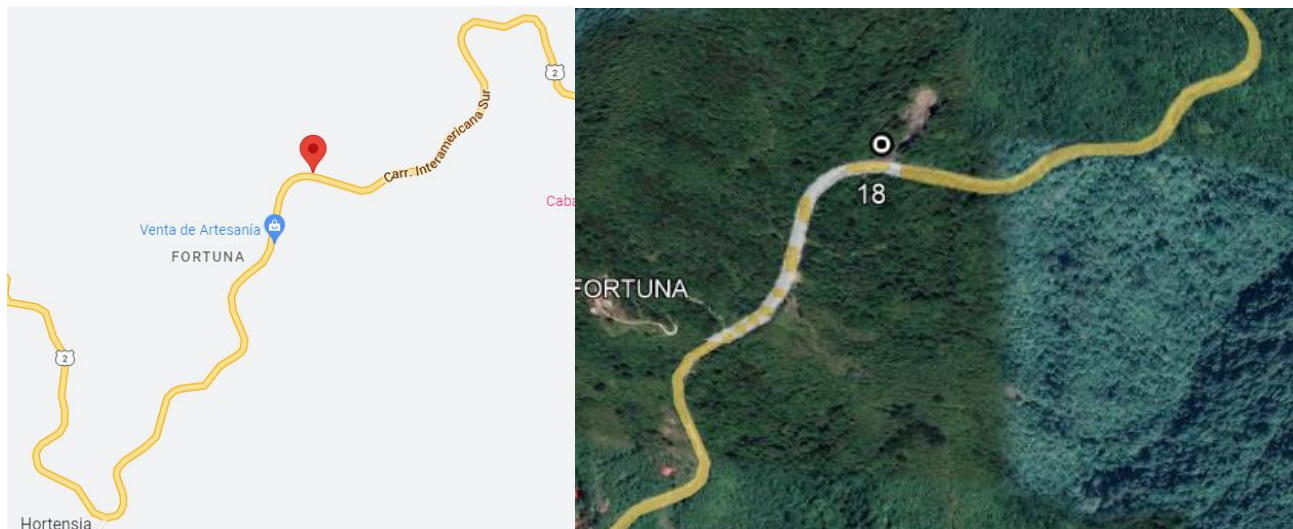 2
Carr. Interamericana Sur
Caba
Venta de Artesanía
FORTUNA
2
Hortensia
18
FORTUNA